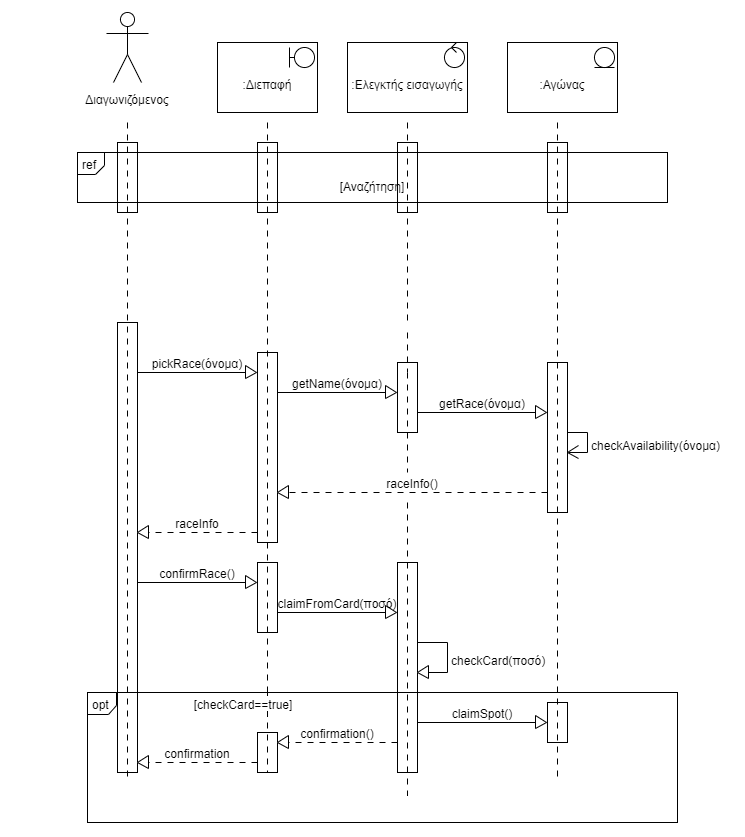 Διαγωνιζόμενος
:Διεπαφή
:Ελεγκτής εισαγωγής
:Αγώνας
ref
[Αναζήτηση]
pickRace(όνομα)
getName(όνομα)
getRace(όνομα)
checkAvailability(όνομα)
raceInfo()
raceInfo
confirmRace()
claimFromCard(ποσό)
checkCard(ποσό)
opt
[checkCard==true]
claimSpot()
confirmation()
confirmation